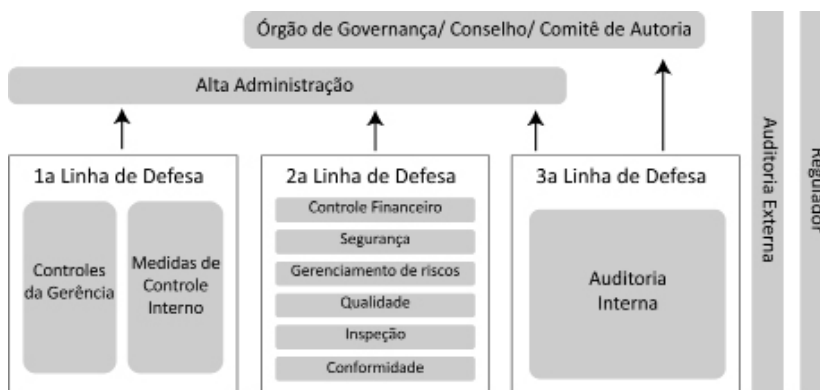 Órgão de Governança/ Conselho/ Comitê de Autoria
Alta Administração
1a Linha de Defesa
Controles
da Gerência
Medidas de
Controle
Interno
2a Linha de Defesa
Controle Financeiro
Segurança
Gerenciamento de riscos
Qualidade
Inspeção
Conformidade
3a Linha de Defesa
Auditoria
Interna
Auditoria Externa
Regulador